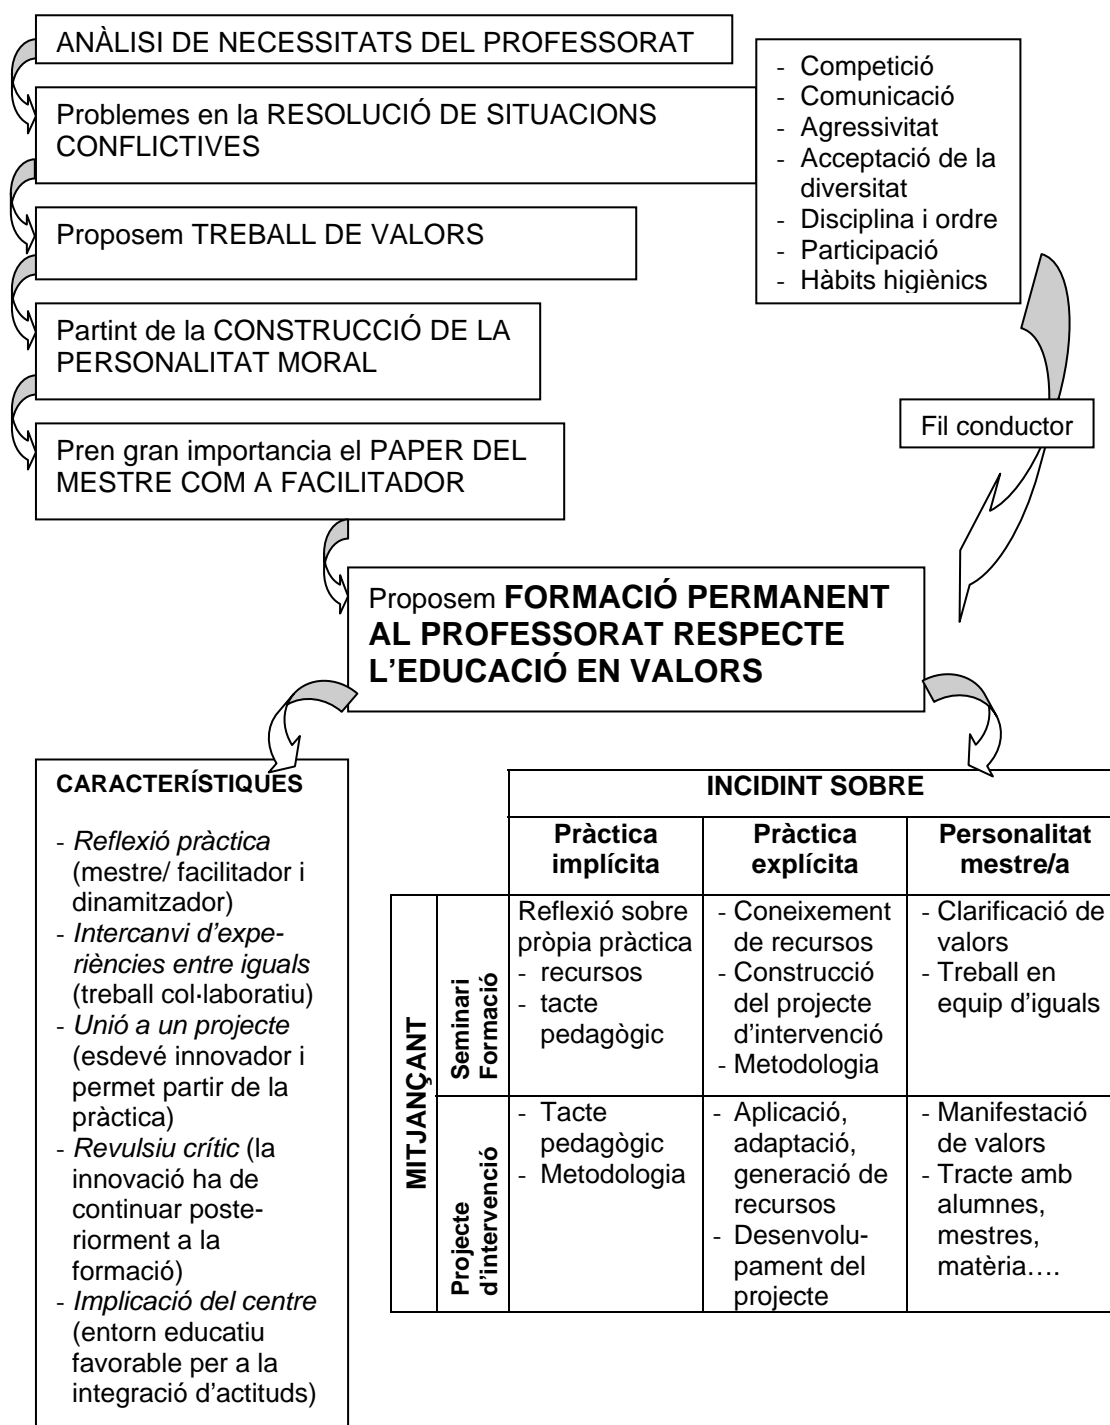 ANÀLISI DE NECESSITATS DEL PROFESSORAT
Problemes en la RESOLUCIÓ DE SITUACIONS
CONFLICTIVES
- Competició
- Comunicació
- Agressivitat
- Acceptació de la
diversitat
- Disciplina i ordre
- Participació
- Hàbits higiènics
Proposem TREBALL DE VALORS
Partint de la CONSTRUCCIÓ DE LA
PERSONALITAT MORAL
Pren gran importancia el PAPER DEL
MESTRE COM A FACILITADOR
Fil conductor
Proposem FORMACIÓ PERMANENT
AL PROFESSORAT RESPECTE
L'EDUCACIÓ EN VALORS
CARACTERÍSTIQUES
- Reflexió pràctica
(mestre/ facilitador i
dinamitzador)
- Intercanvi d'expe-
riències entre iguals
(treball col·laboratiu)
- Unió a un projecte
(esdevé innovador i
permet partir de la
pràctica)
- Revulsiu crític (la
innovació ha de
continuar poste-
riorment a la
formació)
- Implicació del centre
(entorn educatiu
favorable per a la
integració d'actituds)
INCIDINT SOBRE
Pràctica
implícita
Pràctica
explícita
Personalitat
mestre/a
MITJANÇANT
Seminari
Formació
Reflexió sobre
pròpia pràctica
- recursos
- tacte
pedagògic
- Coneixement
de recursos
- Construcció
del projecte
d'intervenció
- Metodologia
- Clarificació de
valors
- Treball en
equip d'iguals
Projecte
d'intervenció
- Tacte
pedagògic
- Metodologia
- Aplicació,
adaptació,
generació de
recursos
- Desenvolu-
pament del
projecte
- Manifestació
de valors
- Tracte amb
alumnes,
mestres,
matèria….